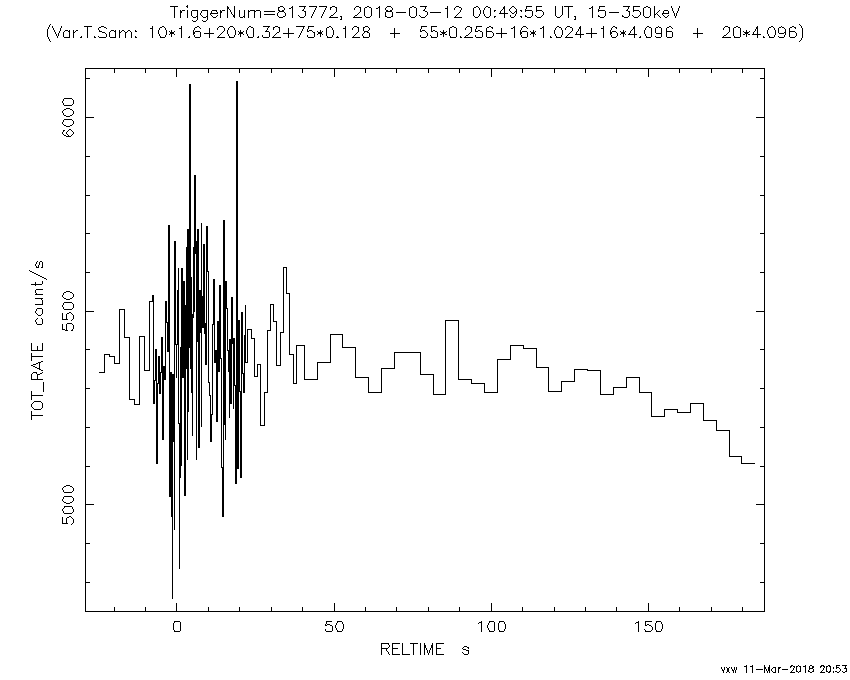 TriggerNum=813772, 2018-03-12 00:49:55 UT, 15-350keV
(Var.T.Sam: 10*1.6+20*0.32+75*0.128 + 55*0.256+16*1.024+16*4.096 + 20*4.096)
6000
5500
5000
TOT_RATE count/s
0 50 100 150
RELTIME s
vxw 11-Mar-2018 20:53